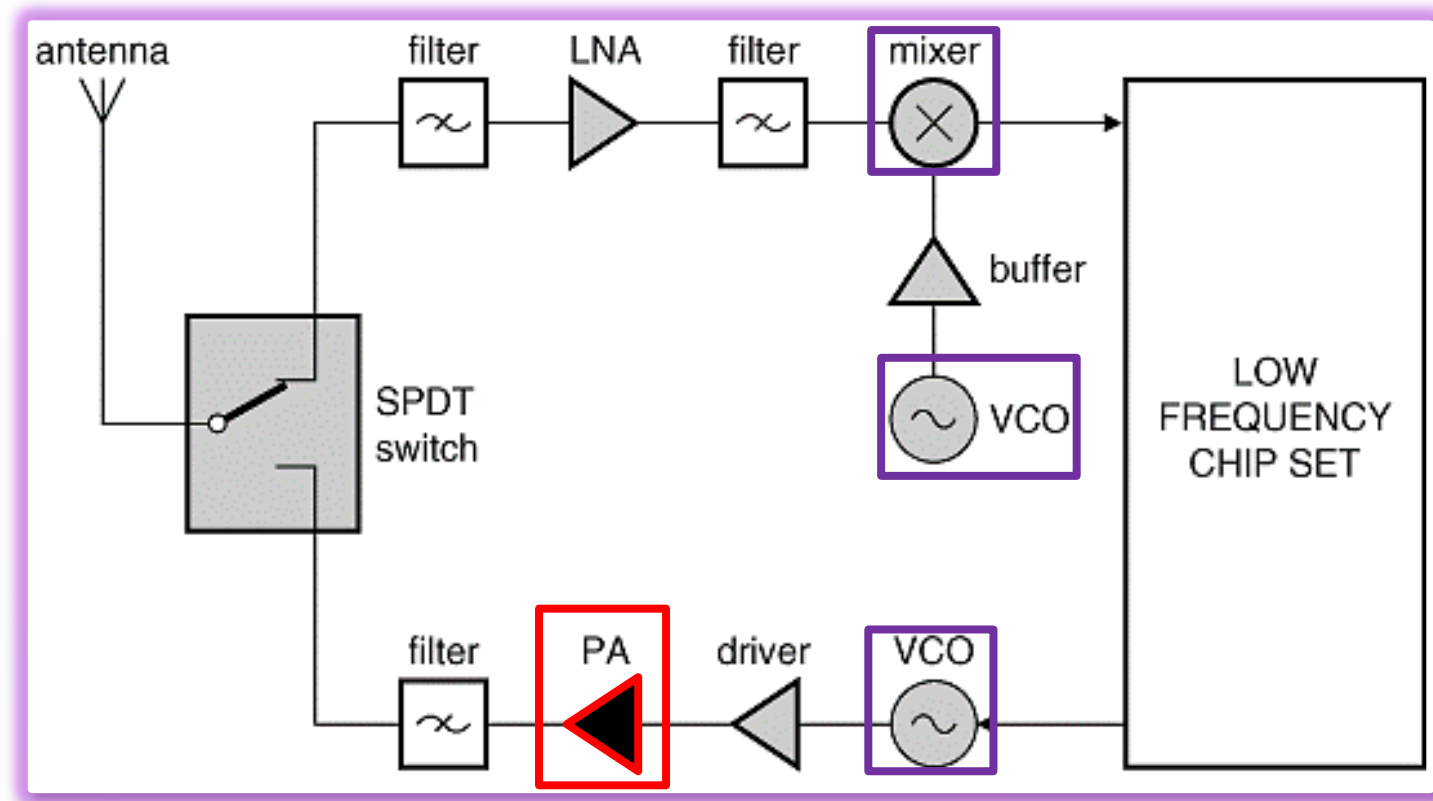 antenna
filter
LNA
filter
mixer
buffer
VCO
SPDT
switch
LOW
FREQUENCY
CHIP SET
filter
PA
driver
VCO